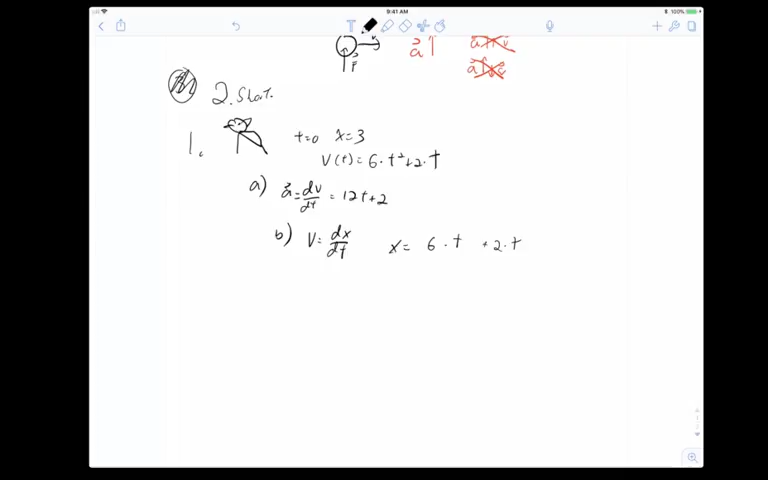 9:41 AM
100%
T
v
F
a
2. Short.
1. t=0 x=3
V(t)=6·t²+2·t
a) a=dv/dt=12t+2
b) V=dx/dt x= 6·t +2·t